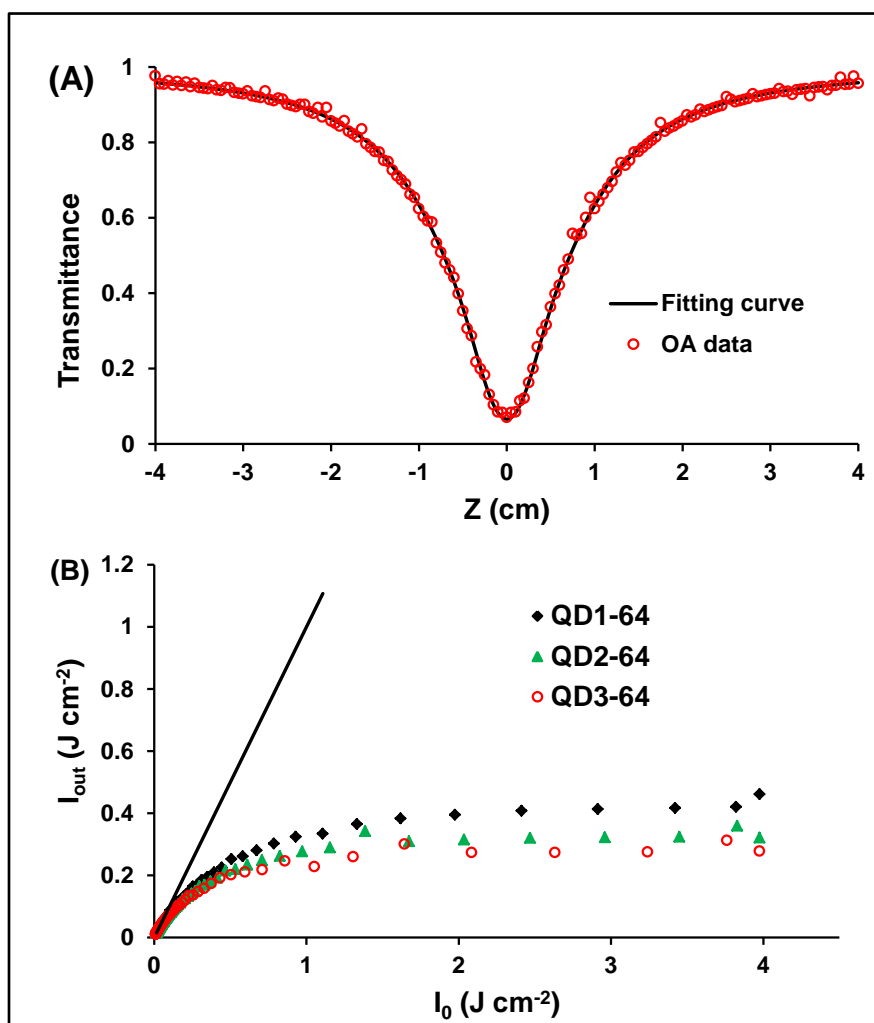 (A)
1
0.8
0.6
0.4
0.2
0
Transmittance
Fitting curve
OA data
-4 -3 -2 -1 0 1 2 3 4
Z (cm)
(B)
1.2
1
0.8
0.6
0.4
0.2
0
I_out (J cm⁻²)
QD1-64
QD2-64
QD3-64
0 1 2 3 4
I₀ (J cm⁻²)